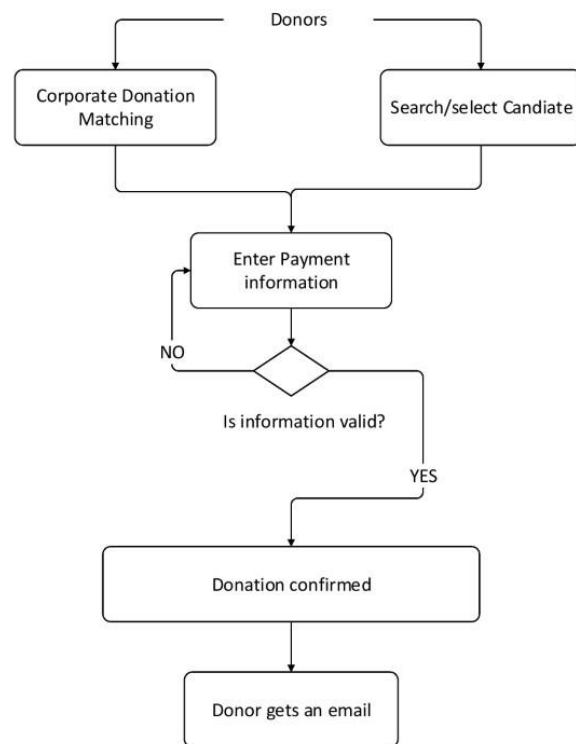 Donors
Corporate Donation
Matching
Search/select Candiate
Enter Payment
information
NO
Is information valid?
YES
Donation confirmed
Donor gets an email